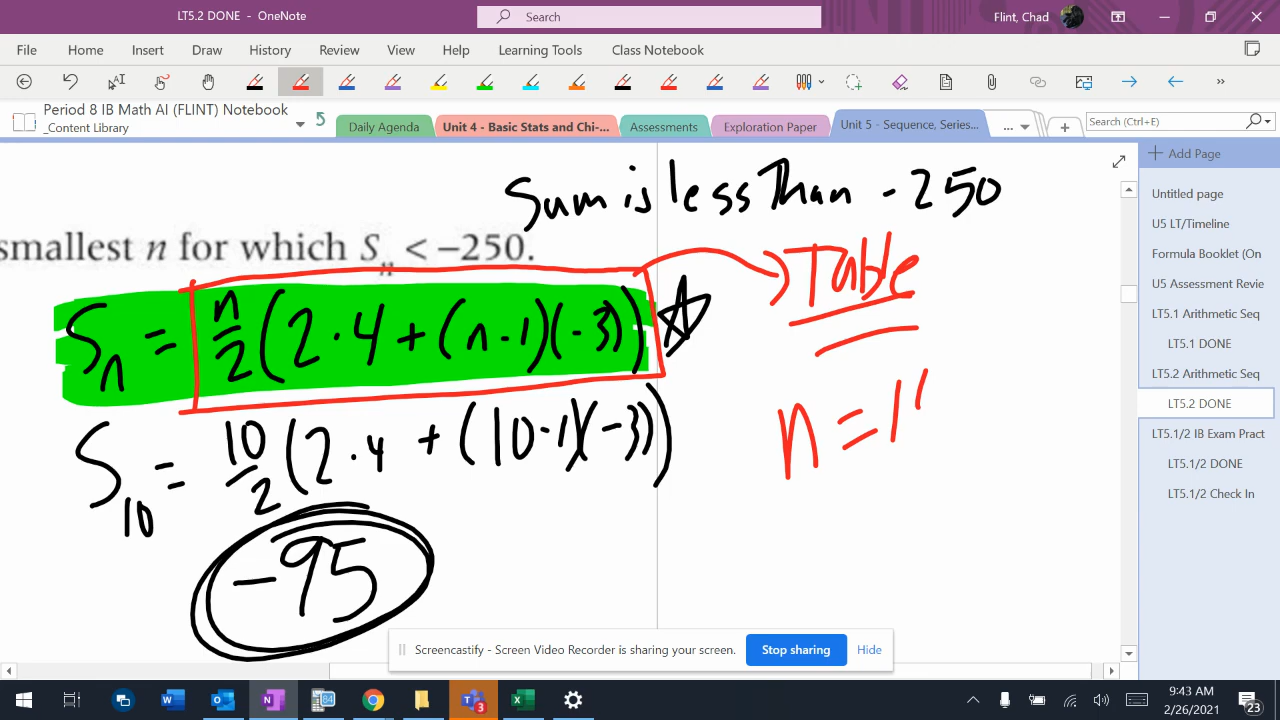 LT5.2 DONE - OneNote
Search
Flint, Chad
File Home Insert Draw History Review View Help Learning Tools Class Notebook
Period 8 IB Math AI (FLINT) Notebook
_Content Library
Daily Agenda
Unit 4 - Basic Stats and Chi-...
Assessments
Exploration Paper
Unit 5 - Sequence, Series...
...
Search (Ctrl+E)
Add Page
Untitled page
U5 LT/Timeline
Formula Booklet (On
U5 Assessment Revie
LT5.1 Arithmetic Seq
LT5.1 DONE
LT5.2 Arithmetic Seq
LT5.2 DONE
LT5.1/2 IB Exam Pract
LT5.1/2 DONE
LT5.1/2 Check In
Sum is less than -250
smallest n for which Sn < −250.
Sn = n/2 (2·4 + (n-1)(-3))
Table
S10 = 10/2 (2·4 + (10-1)(-3))
n=1
-95
Screencastify - Screen Video Recorder is sharing your screen.
Stop sharing
Hide
84
3
9:43 AM
2/26/2021
23